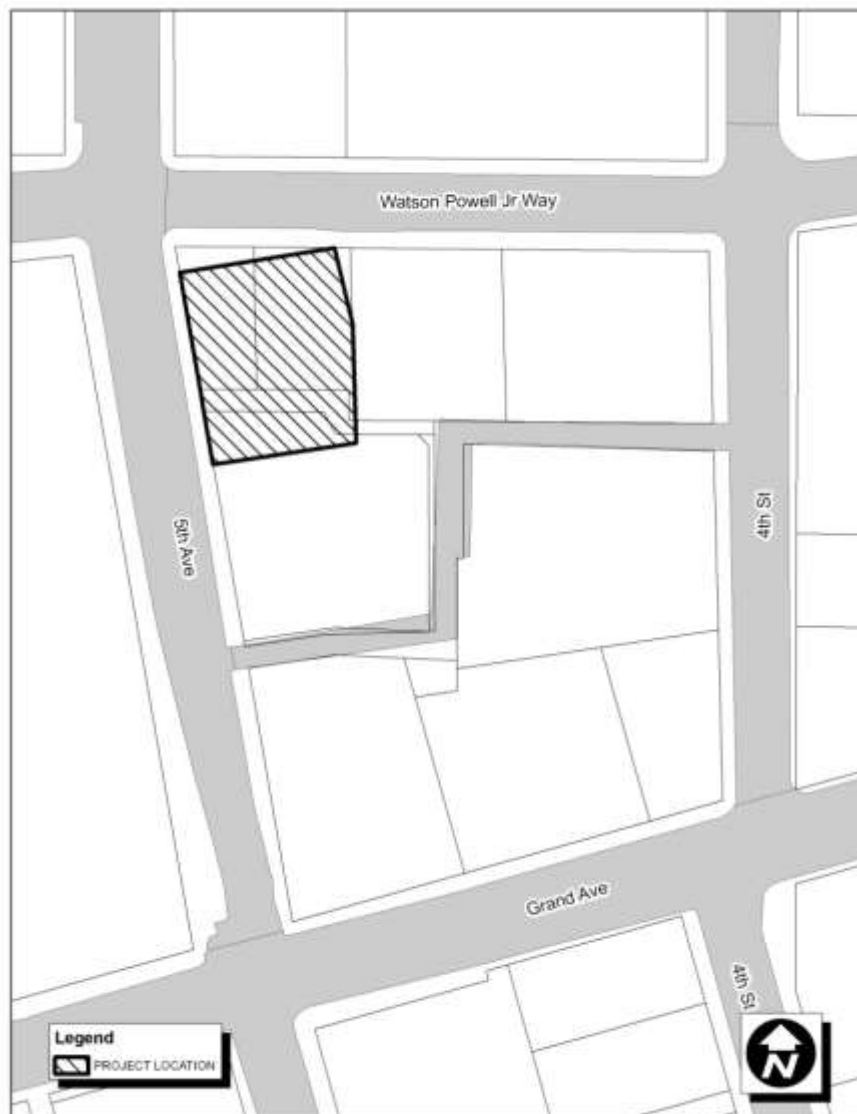 Watson Powell Jr Way
5th Ave
4th St
Grand Ave
4th St
Legend
PROJECT LOCATION
N